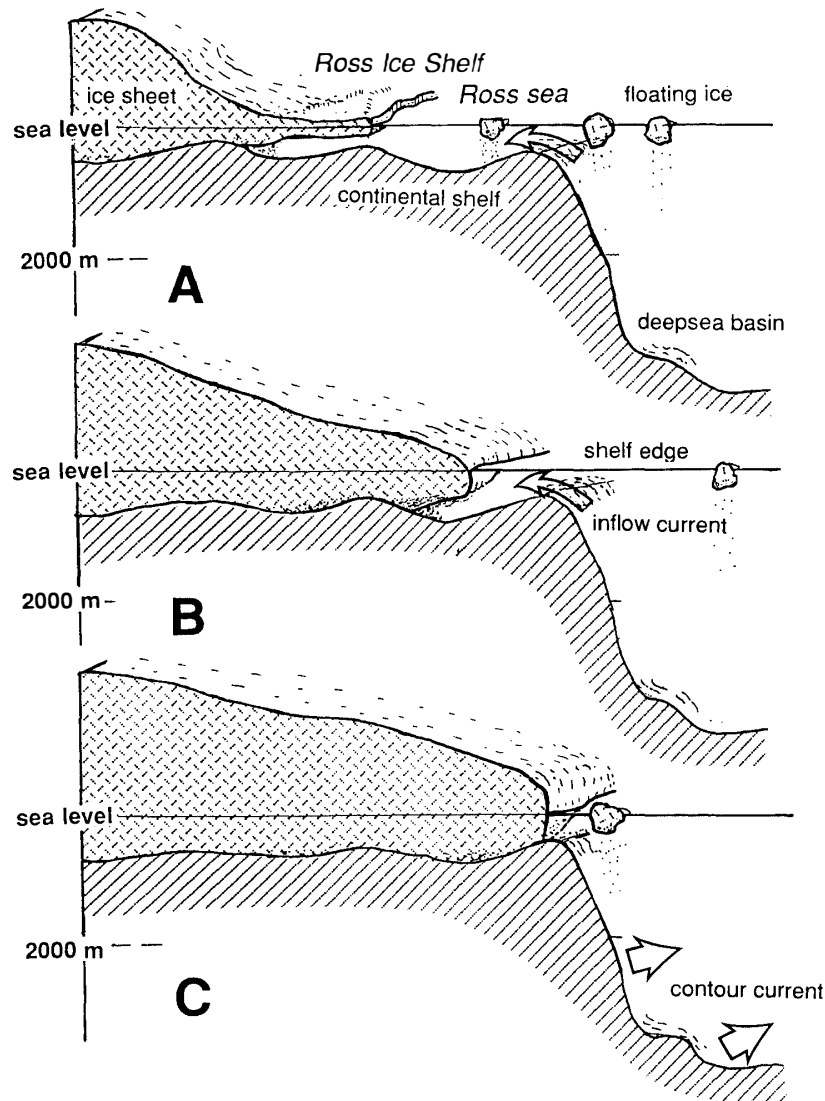 Ross Ice Shelf
ice sheet
Ross sea
floating ice
sea level
continental shelf
2000 m
A
deepsea basin
sea level
shelf edge
inflow current
2000 m
B
sea level
2000 m
contour current
C